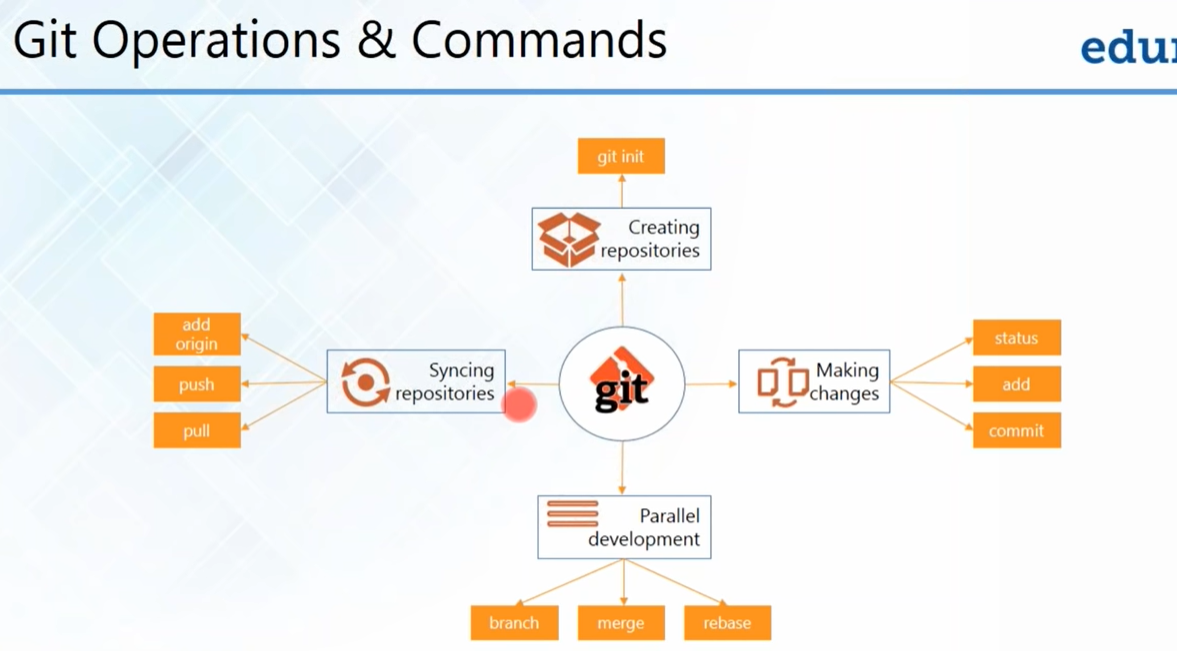 Git Operations & Commands
edur
git init
Creating
repositories
add
origin
push
pull
Syncing
repositories
git
Making
changes
status
add
commit
Parallel
development
branch
merge
rebase